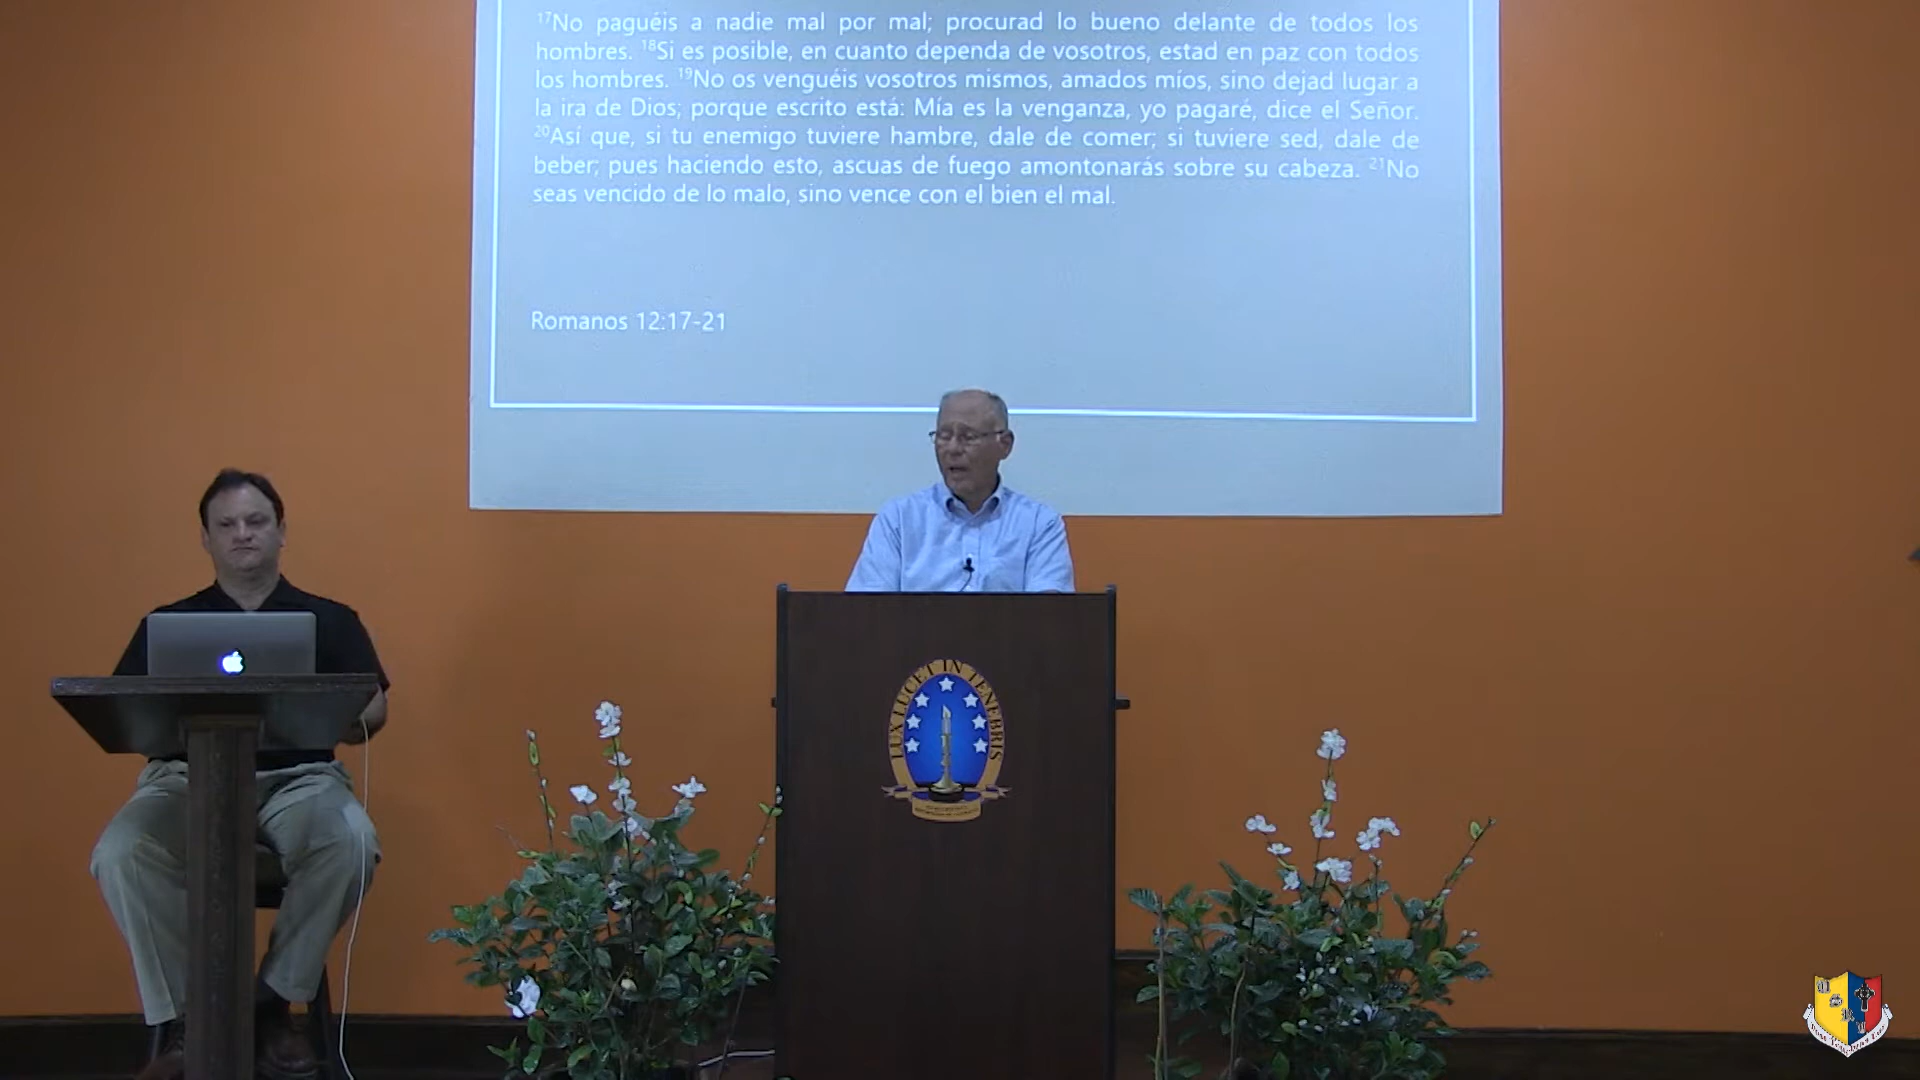 ¹⁷No paguéis a nadie mal por mal; procurad lo bueno delante de todos los
hombres. ¹⁸Si es posible, en cuanto dependa de vosotros, estad en paz con todos
los hombres. ¹⁹No os venguéis vosotros mismos, amados míos, sino dejad lugar a
la ira de Dios; porque escrito está: Mía es la venganza, yo pagaré, dice el Señor.
²⁰Así que, si tu enemigo tuviere hambre, dale de comer; si tuviere sed, dale de
beber; pues haciendo esto, ascuas de fuego amontonarás sobre su cabeza. ²¹No
seas vencido de lo malo, sino vence con el bien el mal.
Romanos 12:17-21
LUX LUCET IN TENEBRIS